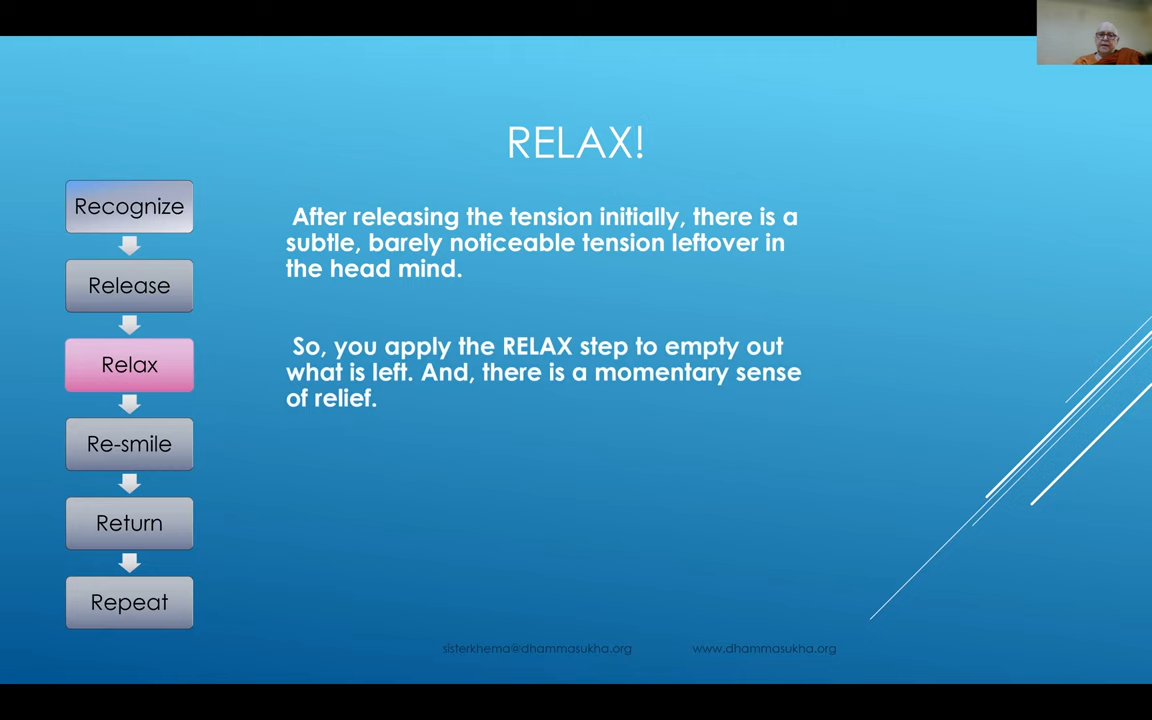 RELAX!
Recognize
Release
Relax
Re-smile
Return
Repeat
After releasing the tension initially, there is a
subtle, barely noticeable tension leftover in
the head mind.
So, you apply the RELAX step to empty out
what is left. And, there is a momentary sense
of relief.
sisterkhema@dhammasukha.org
www.dhammasukha.org